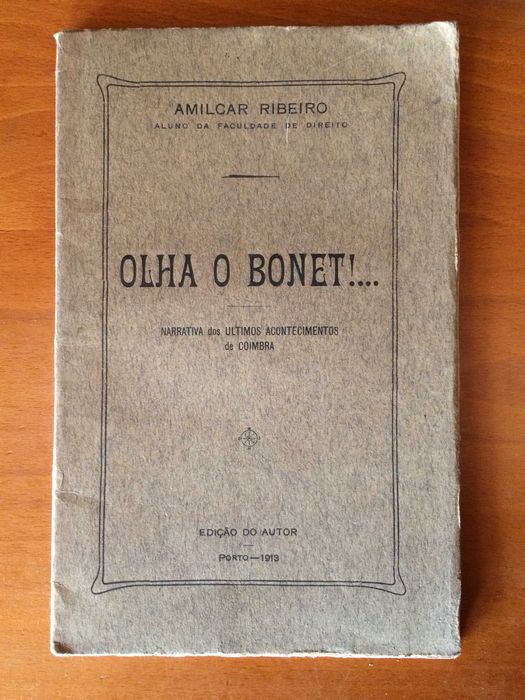 AMILCAR RIBEIRO
ALUNO DA FACULDADE DE DIREITO
OLHA O BONET!...
NARRATIVA dos ULTIMOS ACONTECIMENTOS
de COIMBRA
EDIÇÃO DO AUTOR
PORTO—1913